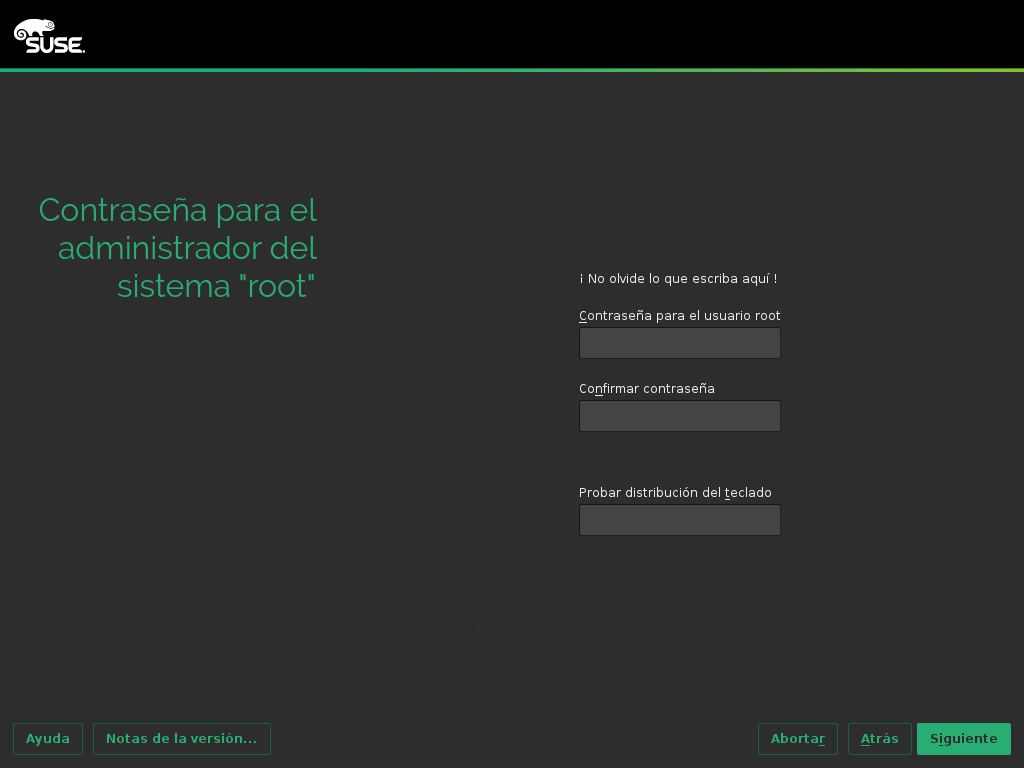 SUSE.
Contraseña para el
administrador del
sistema "root"
¡ No olvide lo que escriba aquí !
Contraseña para el usuario root
Confirmar contraseña
Probar distribución del teclado
Ayuda
Notas de la versión...
Abortar
Atrás
Siguiente